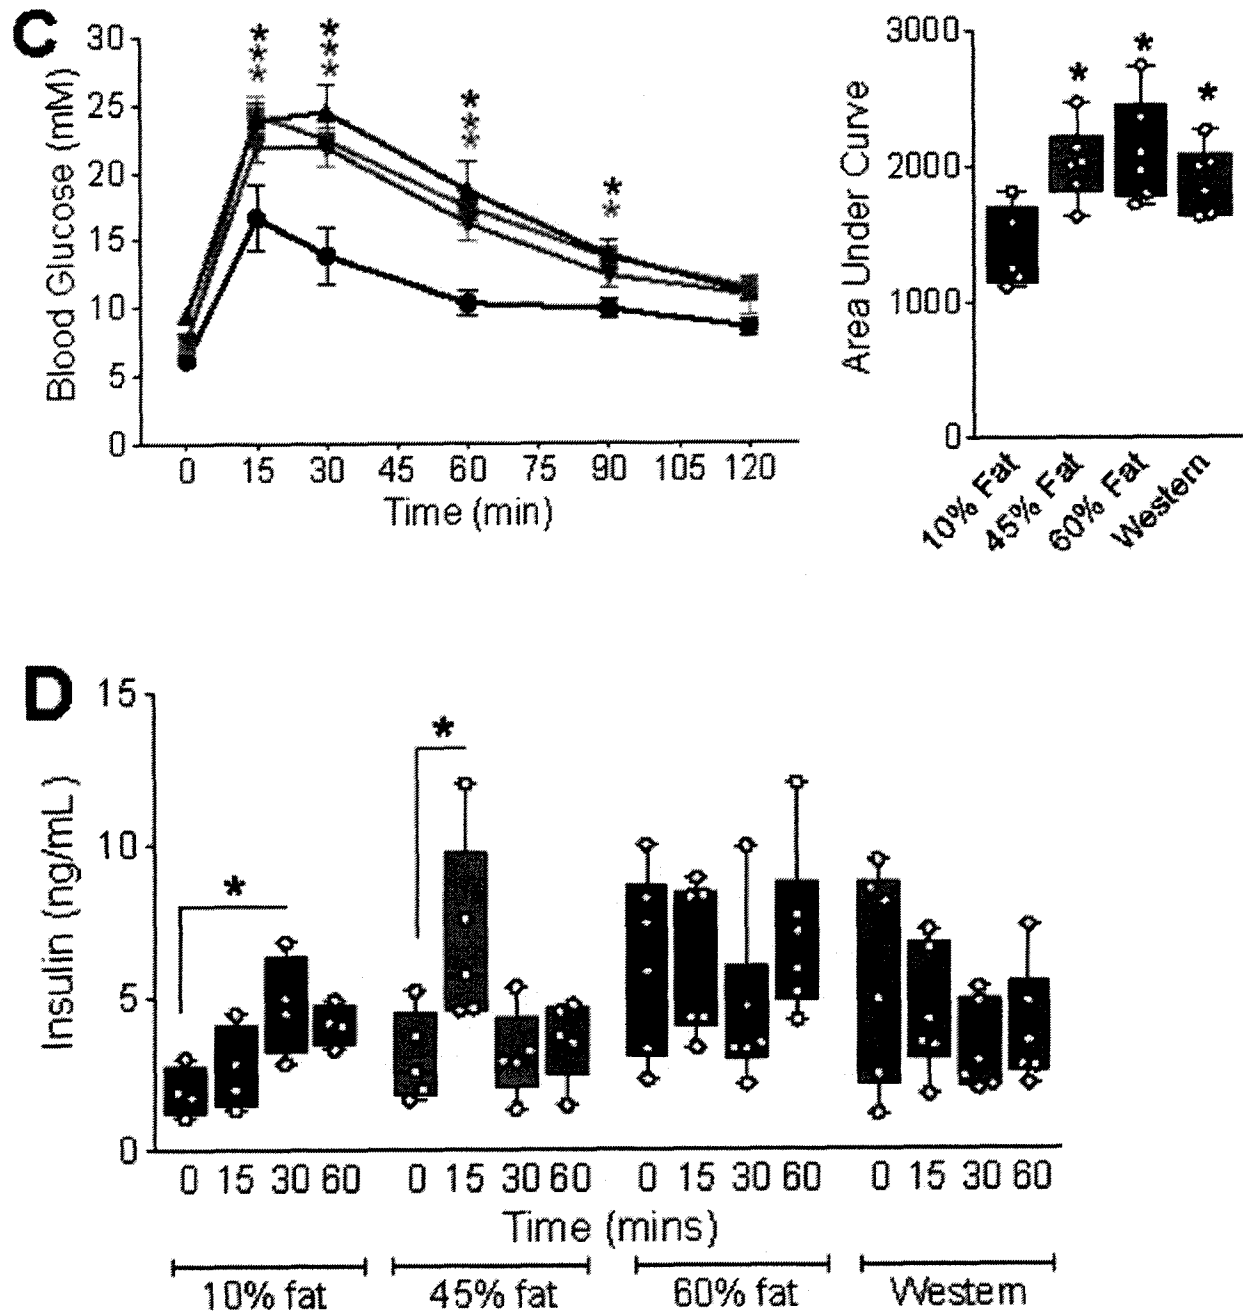 C
Blood Glucose (mM)
30
25
20
15
10
5
0
* * *
* * *
* * *
* *
0 15 30 45 60 75 90 105 120
Time (min)
Area Under Curve
3000
2000
1000
0
* * *
10% Fat
45% Fat
60% Fat
Western
D
Insulin (ng/mL)
15
10
5
0
*
*
0 15 30 60 0 15 30 60 0 15 30 60 0 15 30 60
Time (mins)
10% fat 45% fat 60% fat Western